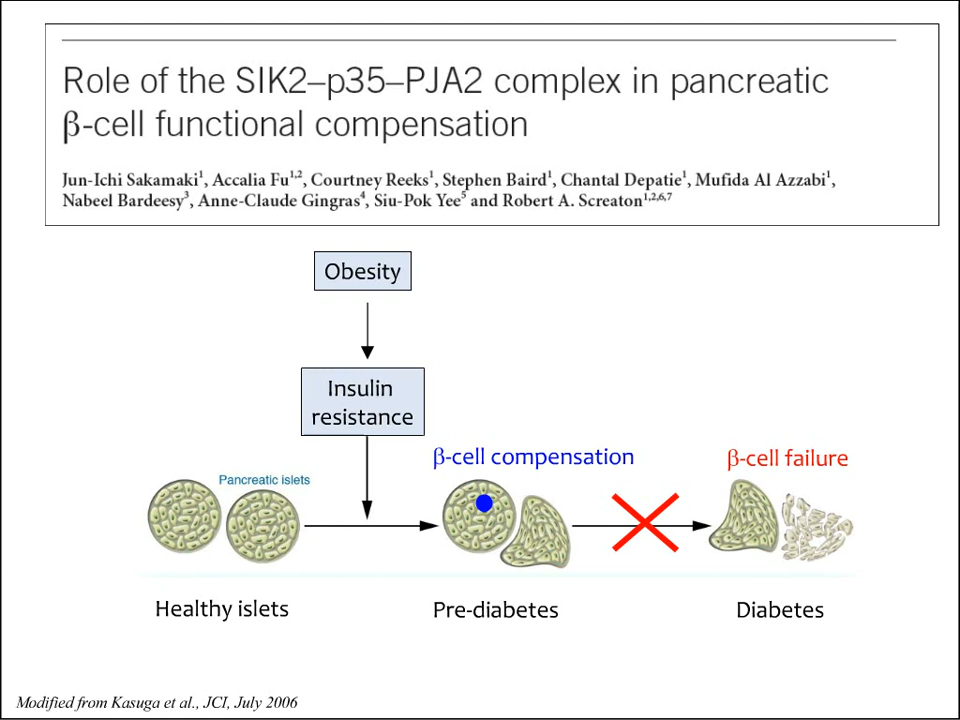 Role of the SIK2–p35–PJA2 complex in pancreatic
β-cell functional compensation
Jun-Ichi Sakamaki1, Accalia Fu1,2, Courtney Reeks1, Stephen Baird1, Chantal Depatie1, Mufida Al Azzabi1,
Nabeel Bardeesy3, Anne-Claude Gingras4, Siu-Pok Yee5 and Robert A. Screaton1,2,6,7
Obesity
Insulin
resistance
β-cell compensation
β-cell failure
Pancreatic islets
Healthy islets
Pre-diabetes
Diabetes
Modified from Kasuga et al., JCI, July 2006